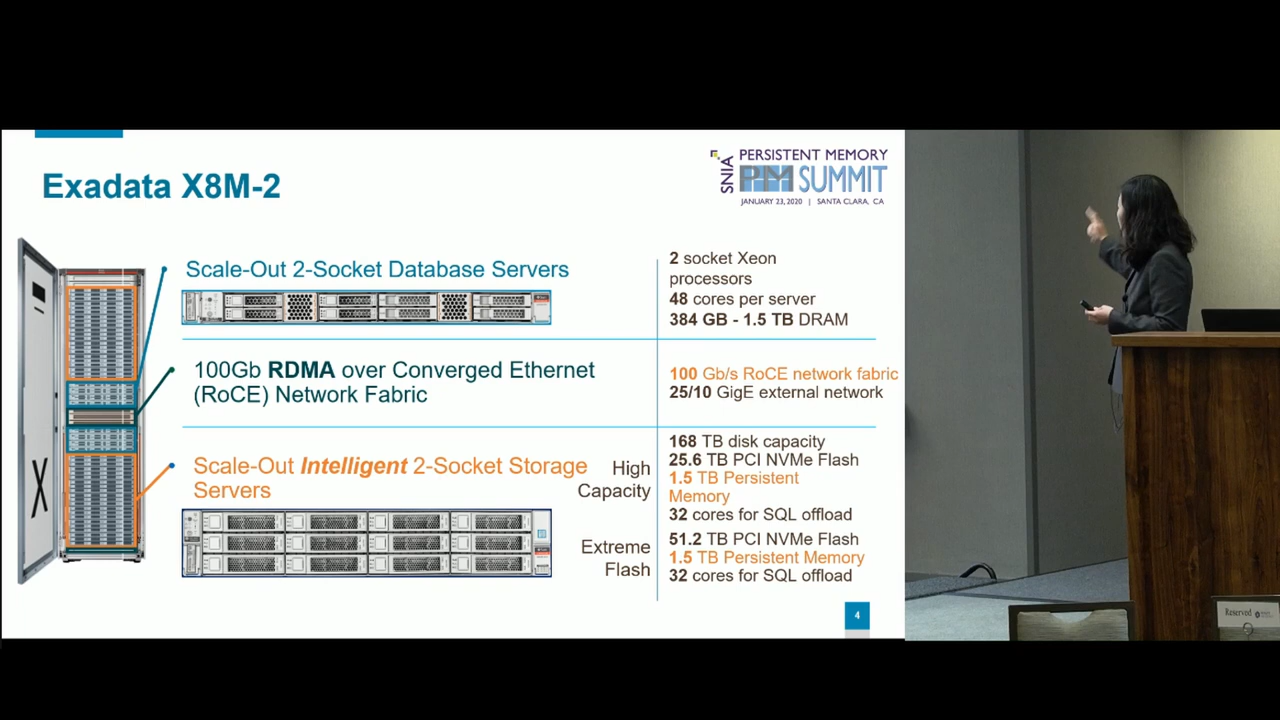 Exadata X8M-2
SNIA
PERSISTENT MEMORY
PM SUMMIT
JANUARY 23, 2020 | SANTA CLARA, CA
Scale-Out 2-Socket Database Servers
2 socket Xeon
processors
48 cores per server
384 GB - 1.5 TB DRAM
100Gb RDMA over Converged Ethernet
(RoCE) Network Fabric
100 Gb/s RoCE network fabric
25/10 GigE external network
Scale-Out Intelligent 2-Socket Storage
Servers
High
Capacity
168 TB disk capacity
25.6 TB PCI NVMe Flash
1.5 TB Persistent
Memory
32 cores for SQL offload
Extreme
Flash
51.2 TB PCI NVMe Flash
1.5 TB Persistent Memory
32 cores for SQL offload
X
4
Reserved